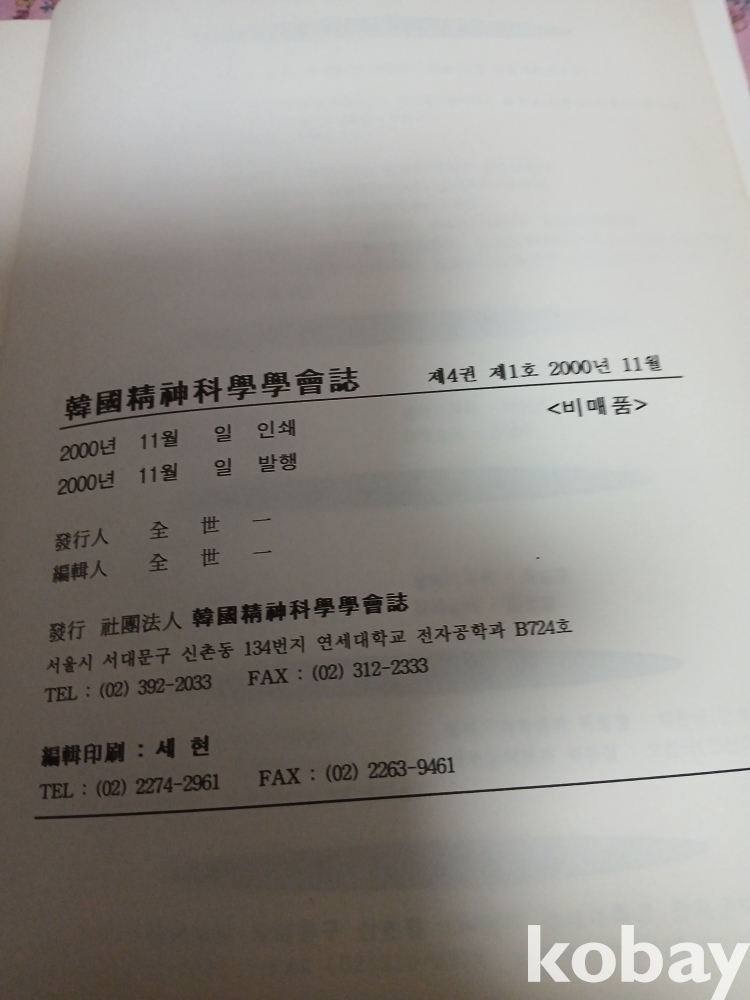 韓國精神科學學會誌 제4권 제1호 2000년 11월
<비매품>
2000년 11월 일 인쇄
2000년 11월 일 발행
發行人 全 世 一
編輯人 全 世 一
發行 社團法人 韓國精神科學學會誌
서울시 서대문구 신촌동 134번지 연세대학교 전자공학과 B724호
TEL : (02) 392-2033 FAX : (02) 312-2333
編輯印刷 : 세 현
TEL : (02) 2274-2961 FAX : (02) 2263-9461
kobay